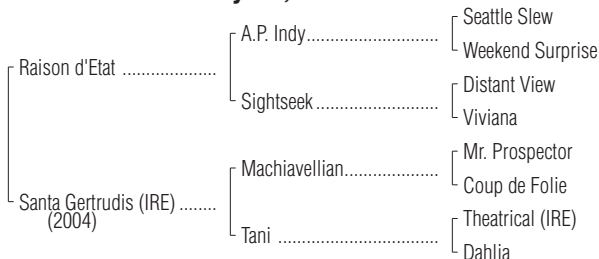 Seattle Slew
A.P. Indy
Weekend Surprise
Raison d'Etat
Distant View
Sightseek
Viviana
Mr. Prospector
Machiavellian
Coup de Folie
Santa Gertrudis (IRE)
(2004)
Theatrical (IRE)
Tani
Dahlia